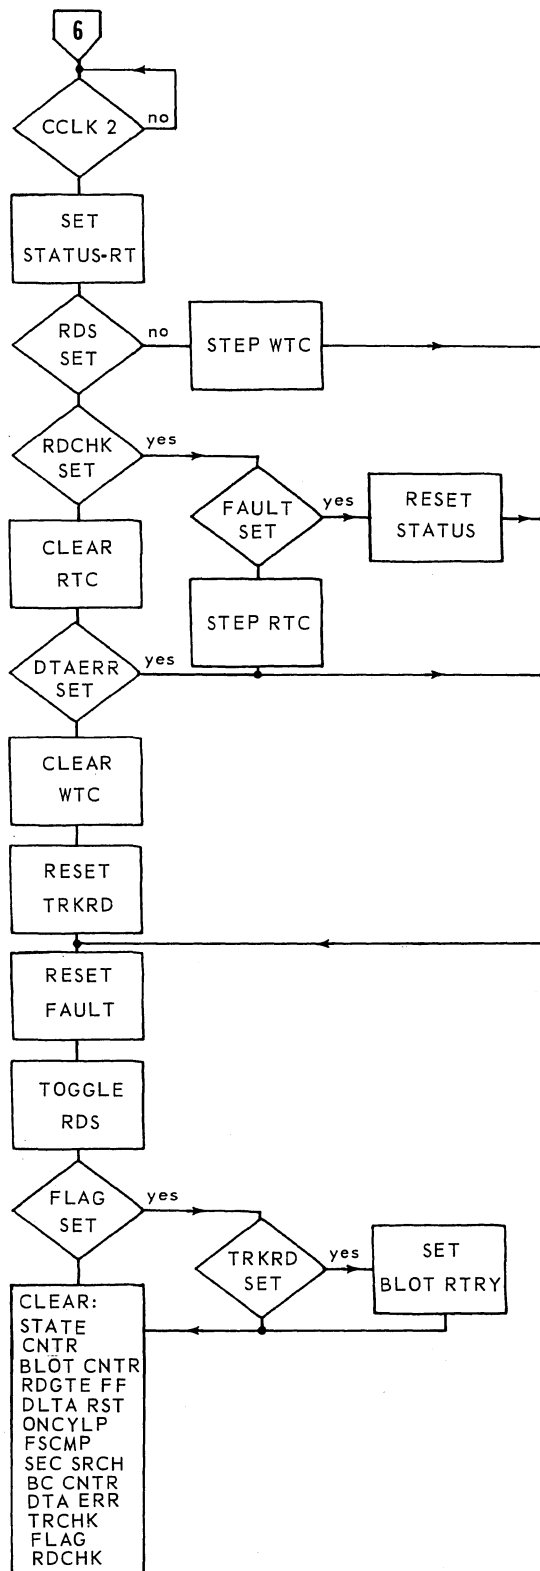 6
CCLK 2
no
SET
STATUS-RT
RDS
SET
no
STEP WTC
RDCHK
SET
yes
FAULT
SET
yes
RESET
STATUS
CLEAR
RTC
STEP RTC
DTAERR
SET
yes
CLEAR
WTC
RESET
TRKRD
RESET
FAULT
TOGGLE
RDS
FLAG
SET
yes
TRKRD
SET
yes
SET
BLOT RTRY
CLEAR:
STATE
CNTR
BLOT CNTR
RDGTE FF
DLTA RST
ONCYLP
FSCMP
SEC SRCH
BC CNTR
DTA ERR
TRCHK
FLAG
RDCHK